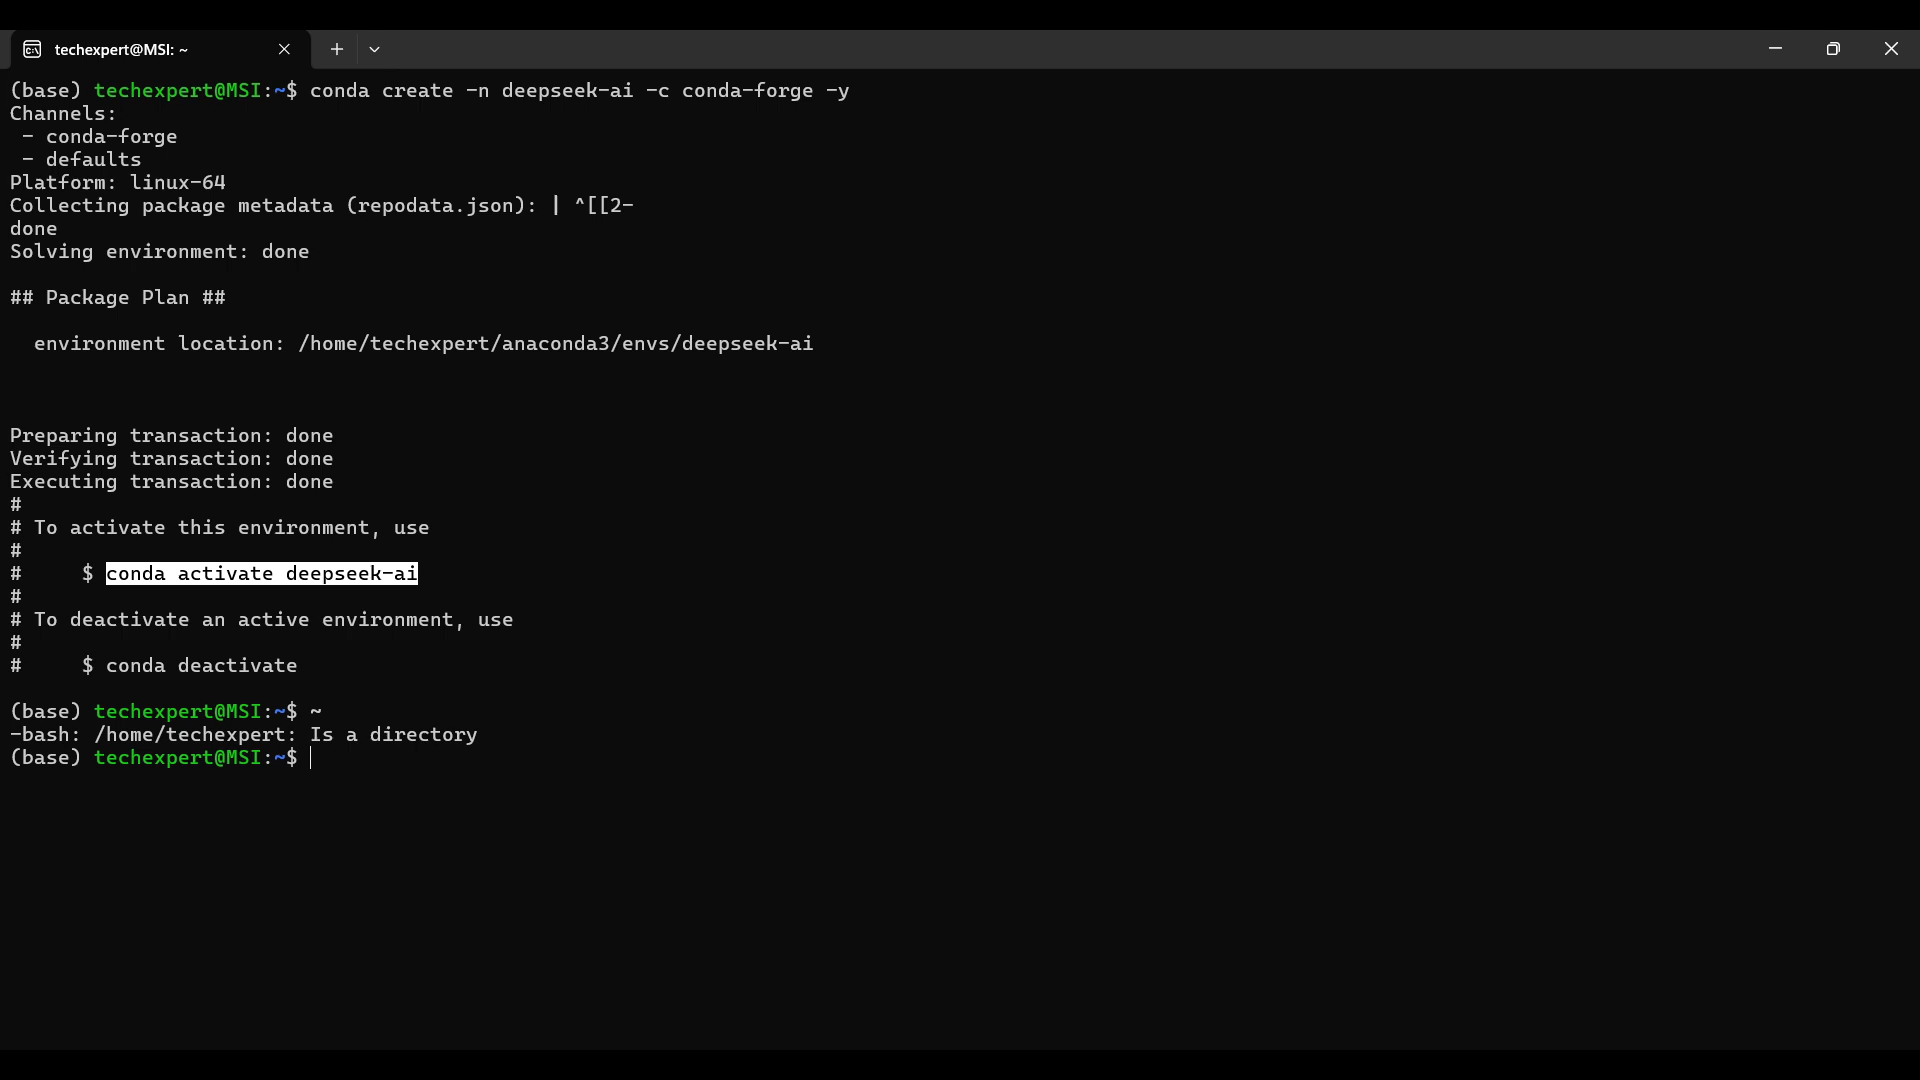 techexpert@MSI: ~
(base) techexpert@MSI:~$ conda create -n deepseek-ai -c conda-forge -y
Channels:
 - conda-forge
 - defaults
Platform: linux-64
Collecting package metadata (repodata.json): | ^[[2-
done
Solving environment: done

## Package Plan ##

  environment location: /home/techexpert/anaconda3/envs/deepseek-ai

Preparing transaction: done
Verifying transaction: done
Executing transaction: done
#
# To activate this environment, use
#
#     $ conda activate deepseek-ai
#
# To deactivate an active environment, use
#
#     $ conda deactivate

(base) techexpert@MSI:~$ ~
-bash: /home/techexpert: Is a directory
(base) techexpert@MSI:~$